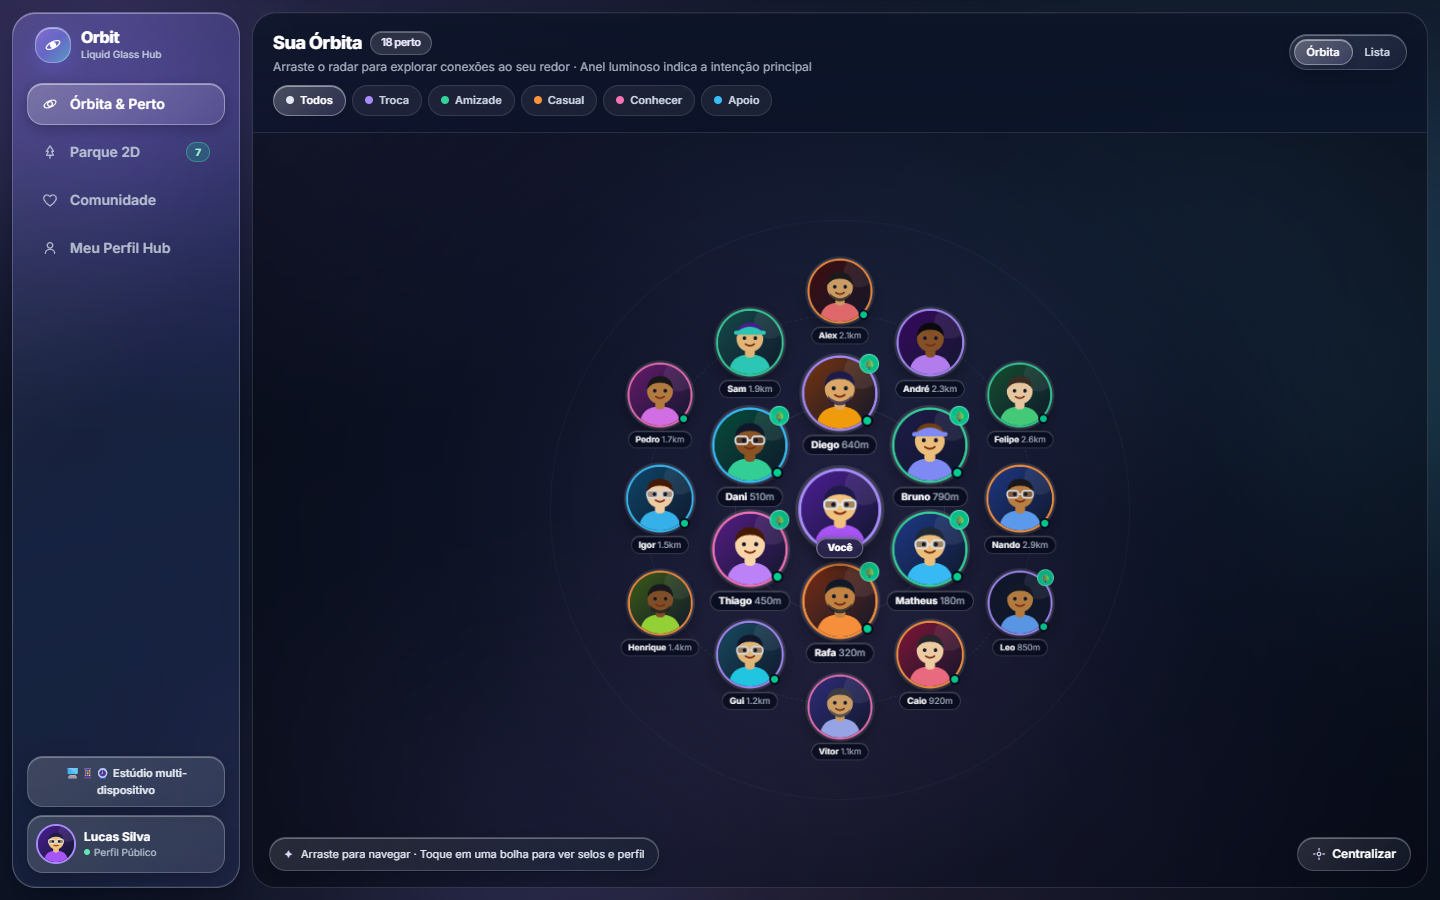 Orbit
Liquid Glass Hub
Órbita & Perto
Parque 2D
7
Comunidade
Meu Perfil Hub
Estúdio multi-
dispositivo
Lucas Silva
Perfil Público
Sua Órbita
18 perto
Arraste o radar para explorar conexões ao seu redor · Anel luminoso indica a intenção principal
Órbita
Lista
Todos
Troca
Amizade
Casual
Conhecer
Apoio
Alex 2.1km
Sam 1.9km
André 2.3km
Pedro 1.7km
Diego 640m
Felipe 2.6km
Dani 510m
Bruno 790m
Igor 1.5km
Você
Nando 2.9km
Thiago 450m
Matheus 180m
Henrique 1.4km
Rafa 320m
Leo 850m
Gui 1.2km
Caio 920m
Vitor 1.1km
Arraste para navegar · Toque em uma bolha para ver selos e perfil
Centralizar